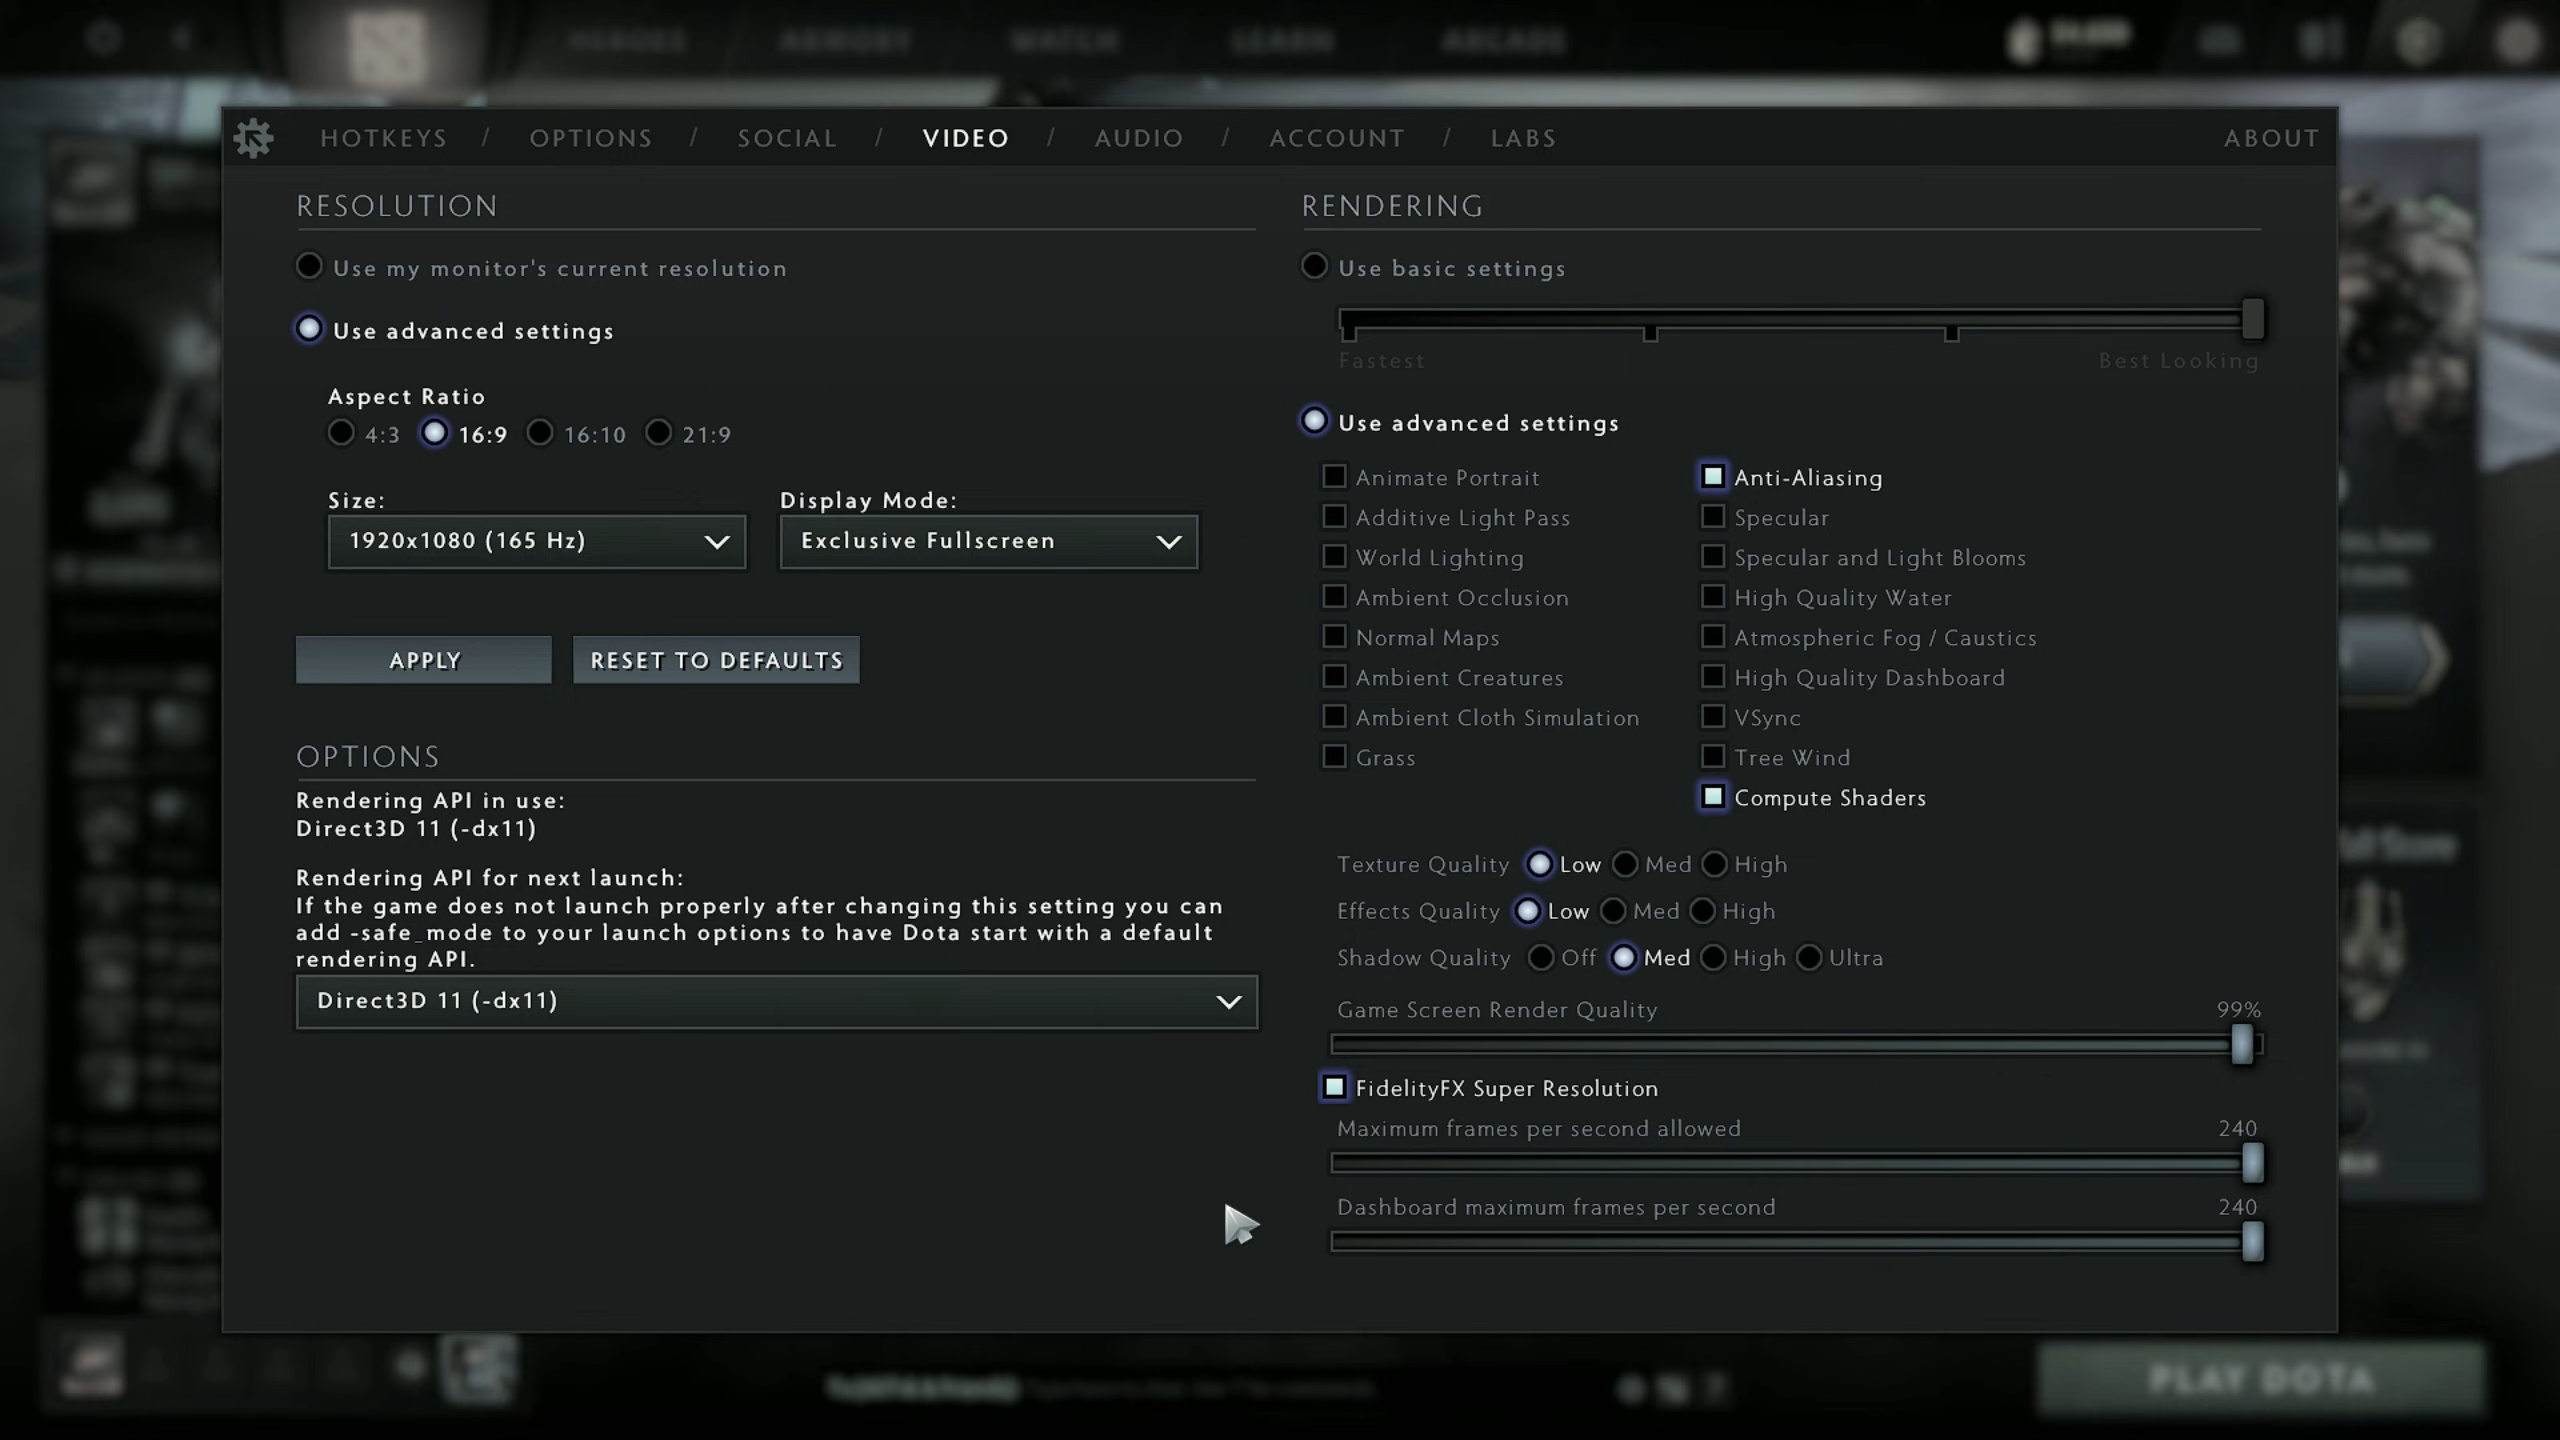 HEROES ARMORY WATCH LEARN ARCADE
HOTKEYS / OPTIONS / SOCIAL / VIDEO / AUDIO / ACCOUNT / LABS ABOUT
RESOLUTION
Use my monitor's current resolution
Use advanced settings
Aspect Ratio
4:3 16:9 16:10 21:9
Size: Display Mode:
1920x1080 (165 Hz) Exclusive Fullscreen
APPLY RESET TO DEFAULTS
OPTIONS
Rendering API in use:
Direct3D 11 (-dx11)
Rendering API for next launch:
If the game does not launch properly after changing this setting you can
add -safe_mode to your launch options to have Dota start with a default
rendering API.
Direct3D 11 (-dx11)
RENDERING
Use basic settings
Fastest Best Looking
Use advanced settings
Animate Portrait
Additive Light Pass
World Lighting
Ambient Occlusion
Normal Maps
Ambient Creatures
Ambient Cloth Simulation
Grass
Anti-Aliasing
Specular
Specular and Light Blooms
High Quality Water
Atmospheric Fog / Caustics
High Quality Dashboard
VSync
Tree Wind
Compute Shaders
Texture Quality Low Med High
Effects Quality Low Med High
Shadow Quality Off Med High Ultra
Game Screen Render Quality 99%
FidelityFX Super Resolution
Maximum frames per second allowed 240
Dashboard maximum frames per second 240
PLAY DOTA